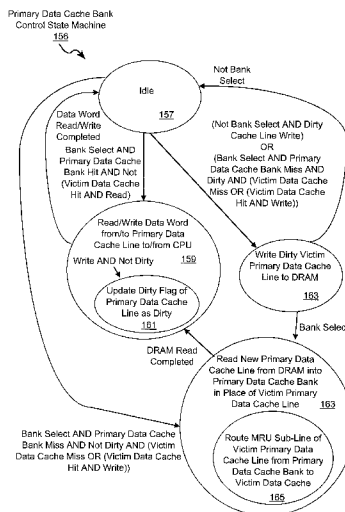 Primary Data Cache Bank
Control State Machine
156
Idle
157
Not Bank
Select
Data Word
Read/Write
Completed
Bank Select AND
Primary Data Cache
Bank Hit AND Not
(Victim Data Cache
Hit AND Read)
(Not Bank Select AND Dirty
Cache Line Write)
OR
(Bank Select AND Primary
Data Cache Bank Miss AND
Dirty AND (Victim Data Cache
Miss OR (Victim Data Cache
Hit AND Write))
Read/Write Data Word
from/to Primary Data
Cache Line to/from CPU
159
Write AND Not Dirty
Update Dirty Flag of
Primary Data Cache
Line as Dirty
161
Write Dirty Victim
Primary Data Cache
Line to DRAM
163
Bank Select
DRAM Read
Completed
Read New Primary Data
Cache Line from DRAM into
Primary Data Cache Bank
in Place of Victim Primary
Data Cache Line 163
Route MRU Sub-Line of
Victim Primary Data
Cache Line from Primary
Data Cache Bank to
Victim Data Cache
165
Bank Select AND Primary Data Cache
Bank Miss AND Not Dirty AND (Victim
Data Cache Miss OR (Victim Data Cache
Hit AND Write))